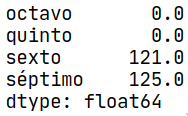 octavo 0.0
quinto 0.0
sexto 121.0
séptimo 125.0
dtype: float64